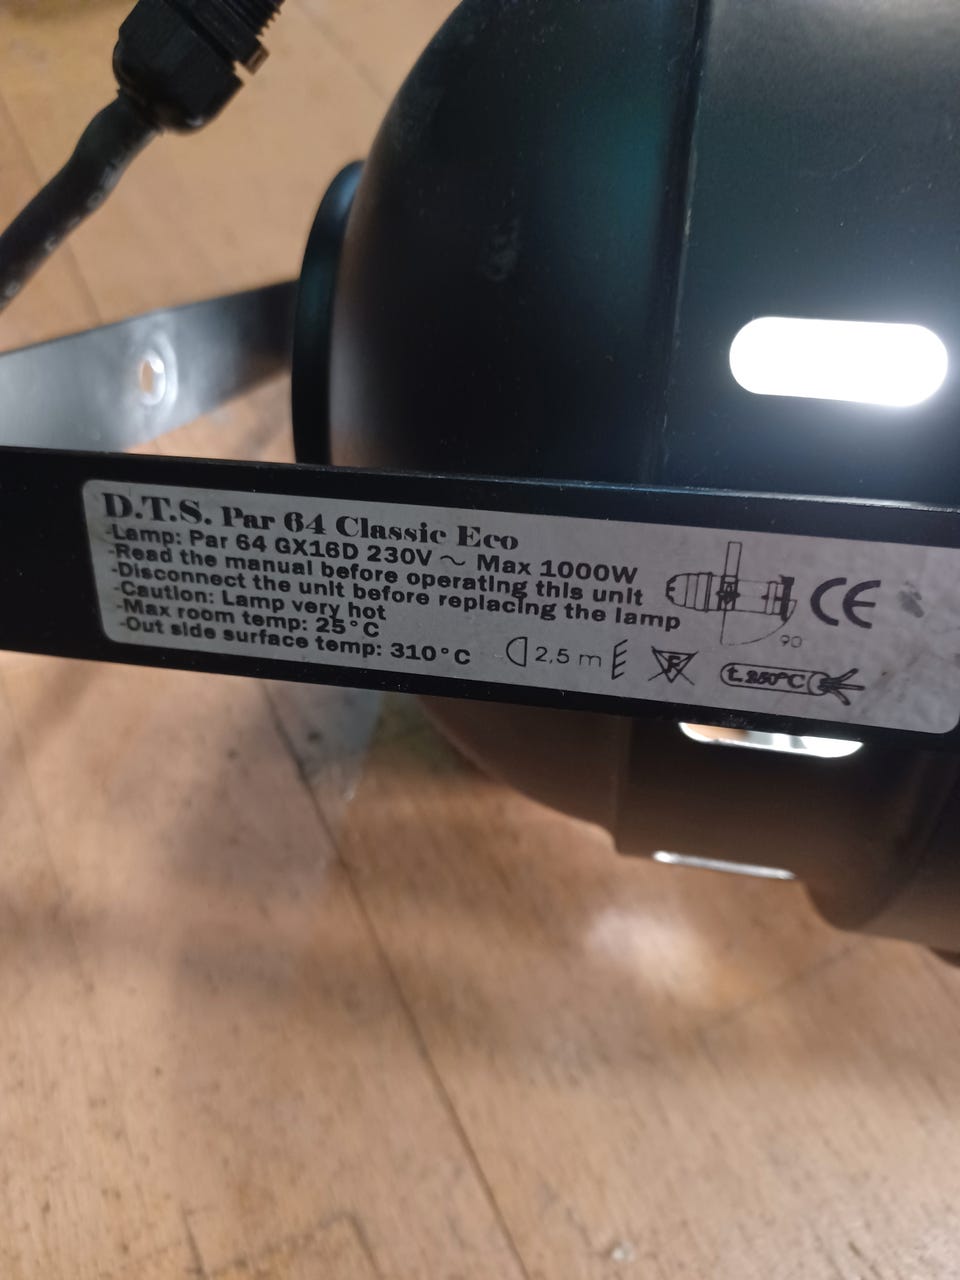 D.T.S. Par 64 Classic Eco
-Lamp: Par 64 GX16D 230V ~ Max 1000W
-Read the manual before operating this unit
-Disconnect the unit before replacing the lamp
-Caution: Lamp very hot
-Max room temp: 25°C
-Out side surface temp: 310°C
2,5 m
F
90
CE